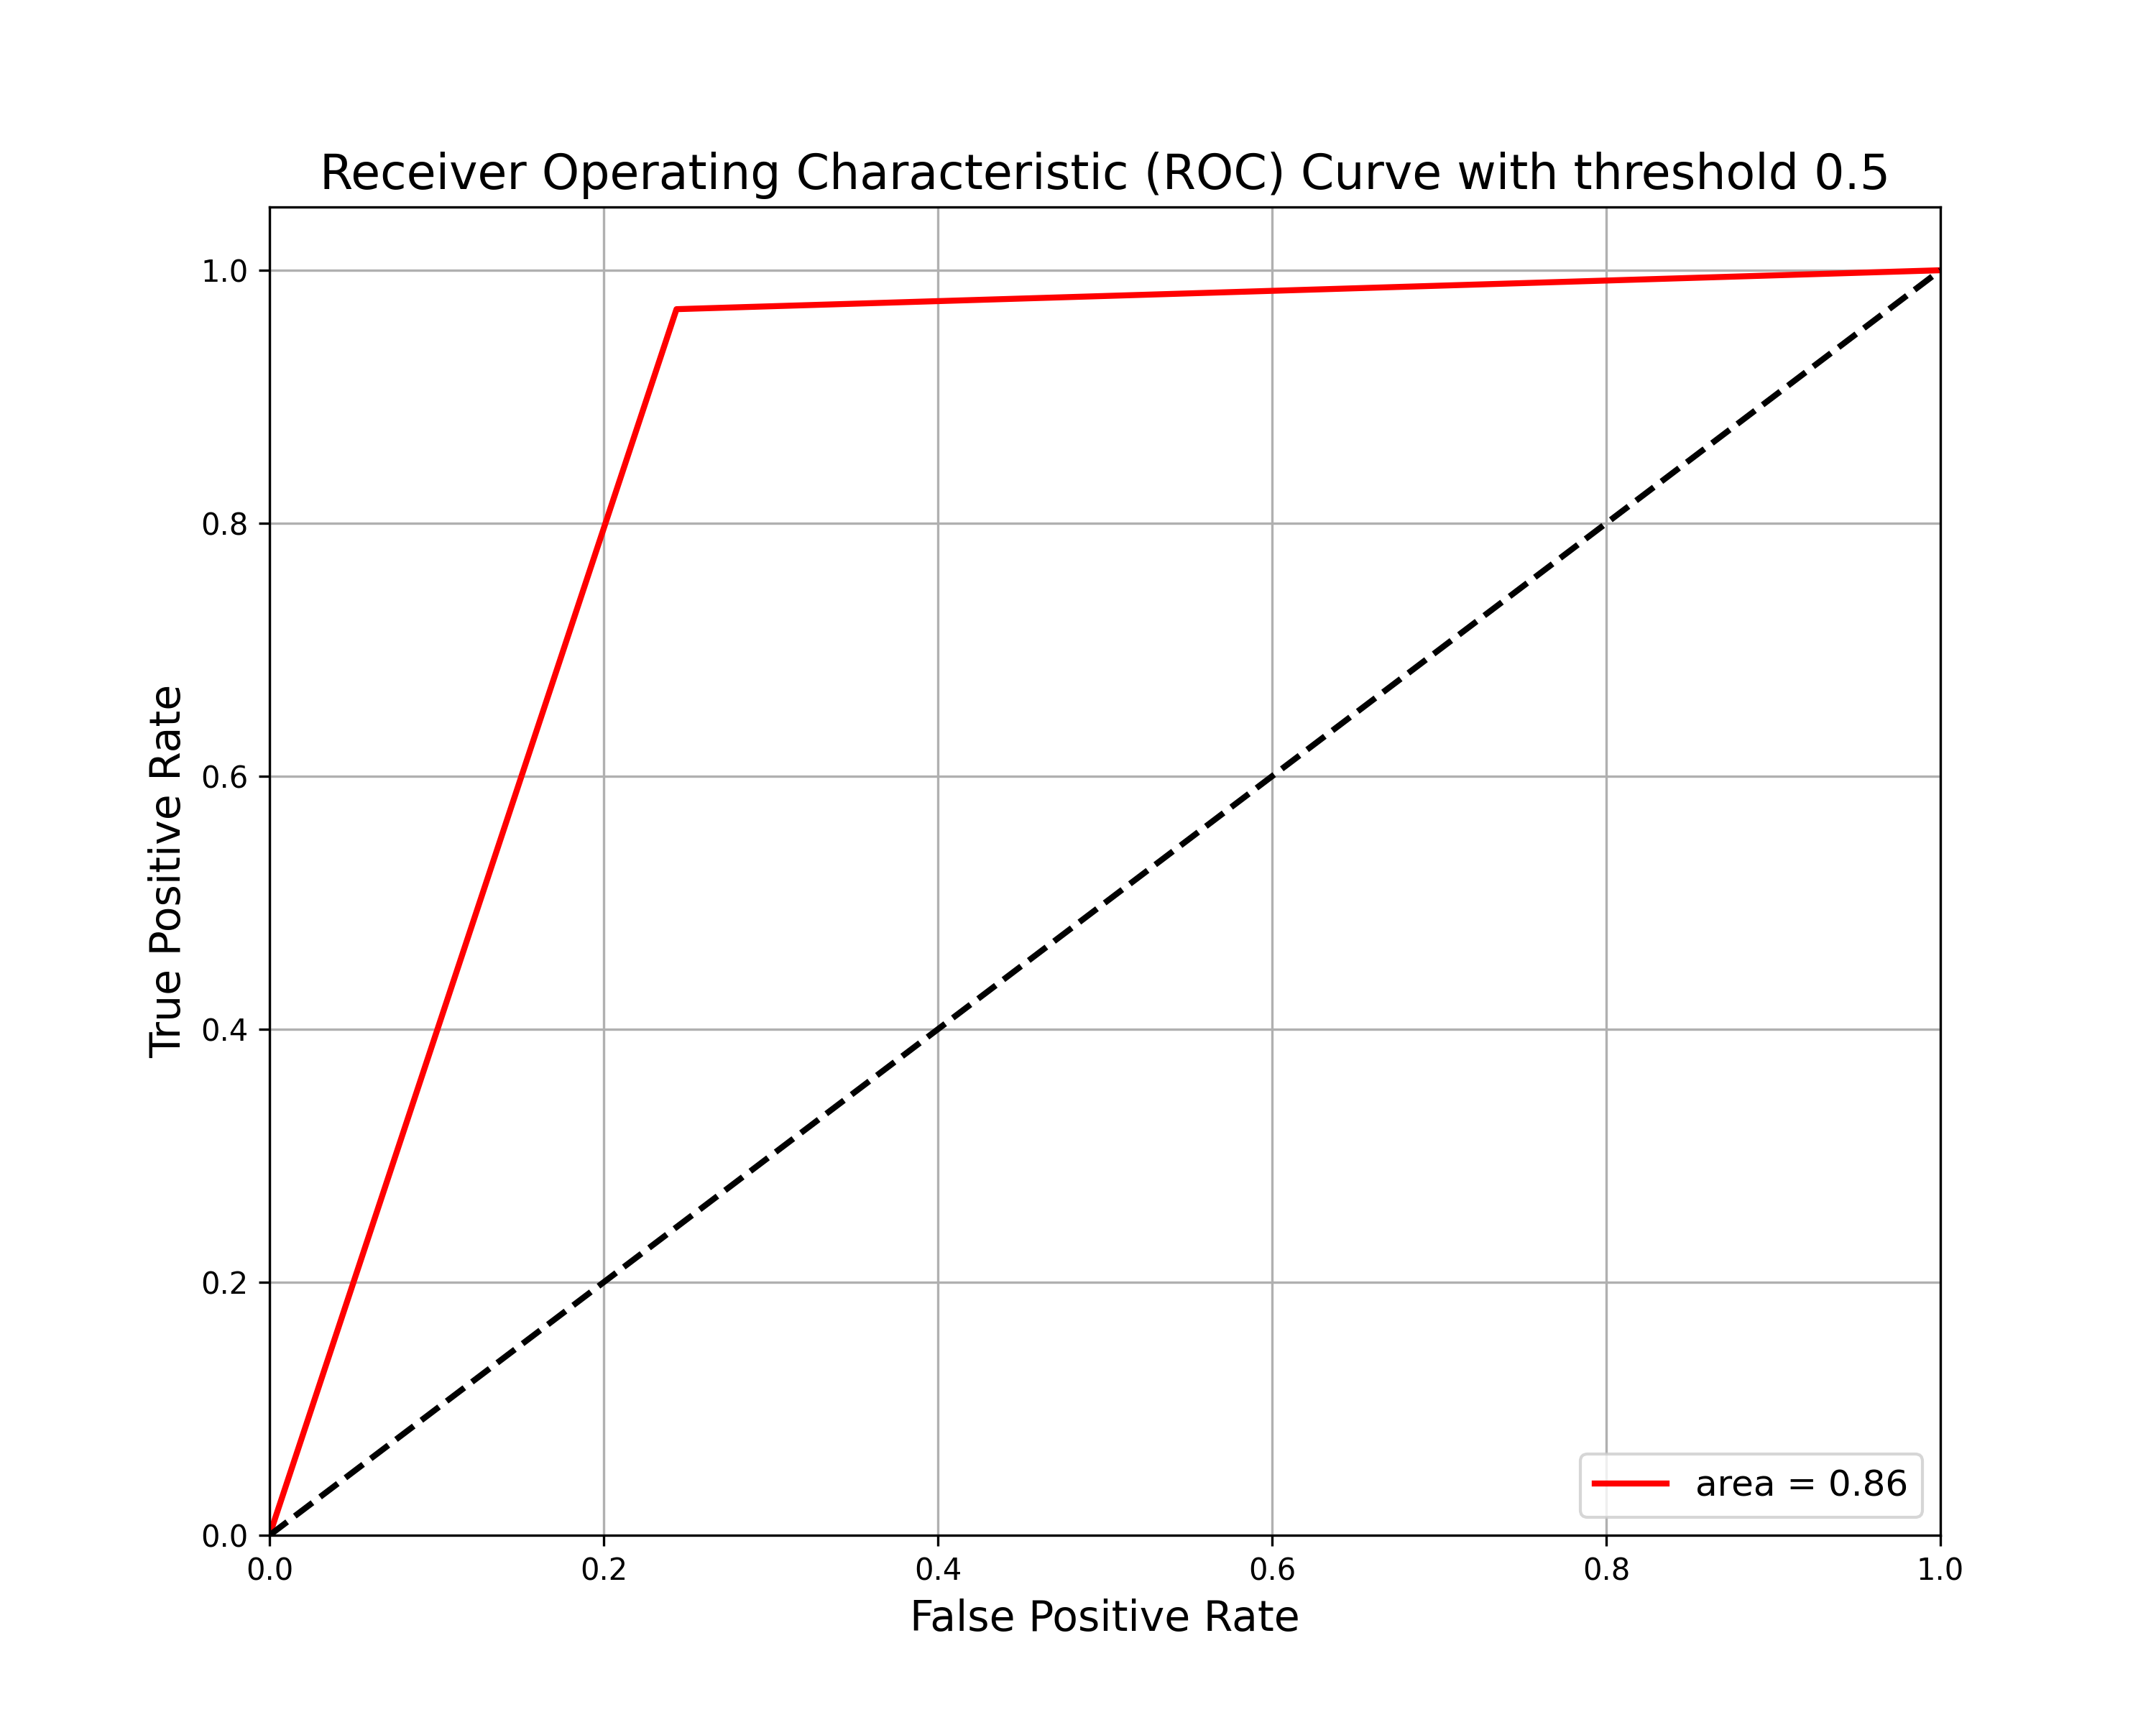 Receiver Operating Characteristic (ROC) Curve with threshold 0.5
True Positive Rate
1.0
0.8
0.6
0.4
0.2
0.0
0.0 0.2 0.4 0.6 0.8 1.0
False Positive Rate
area = 0.86